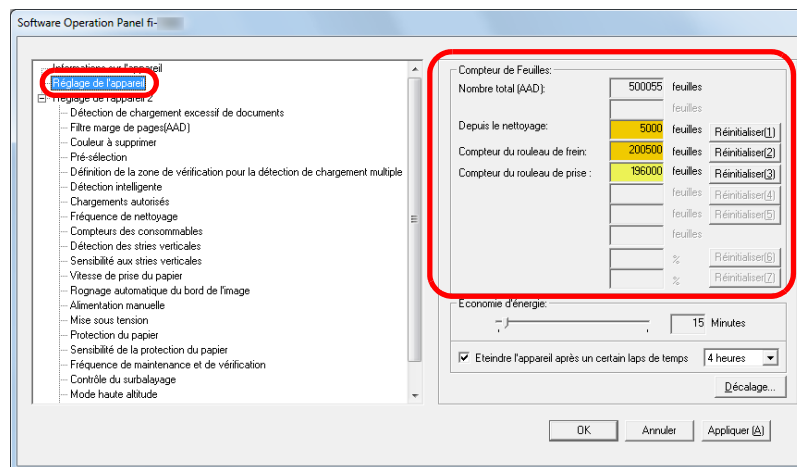 Software Operation Panel fi-
Informations sur l'appareil
Réglage de l'appareil
Réglage de l'appareil 2
Détection de chargement excessif de documents
Filtre marge de pages(AAD)
Couleur à supprimer
Pré-sélection
Définition de la zone de vérification pour la détection de chargement multiple
Détection intelligente
Chargements autorisés
Fréquence de nettoyage
Compteurs des consommables
Détection des stries verticales
Sensibilité aux stries verticales
Vitesse de prise du papier
Rognage automatique du bord de l'image
Alimentation manuelle
Mise sous tension
Protection du papier
Sensibilité de la protection du papier
Fréquence de maintenance et de vérification
Contrôle du surbalayage
Mode haute altitude
Compteur de Feuilles:
Nombre total (AAD): 500055 feuilles
feuilles
Depuis le nettoyage: 5000 feuilles Réinitialiser(1)
Compteur du rouleau de frein: 200500 feuilles Réinitialiser(2)
Compteur du rouleau de prise : 196000 feuilles Réinitialiser(3)
feuilles Réinitialiser(4)
feuilles Réinitialiser(5)
feuilles
% Réinitialiser(6)
% Réinitialiser(7)
Economie d'énergie:
15 Minutes
Eteindre l'appareil après un certain laps de temps 4 heures
Décalage...
OK Annuler Appliquer (A)